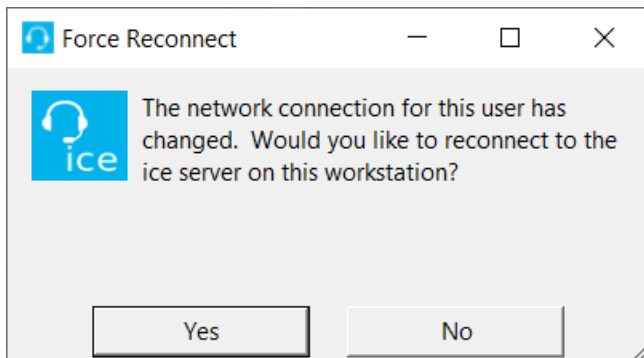 Force Reconnect
ice
The network connection for this user has
changed.  Would you like to reconnect to the
ice server on this workstation?
Yes
No